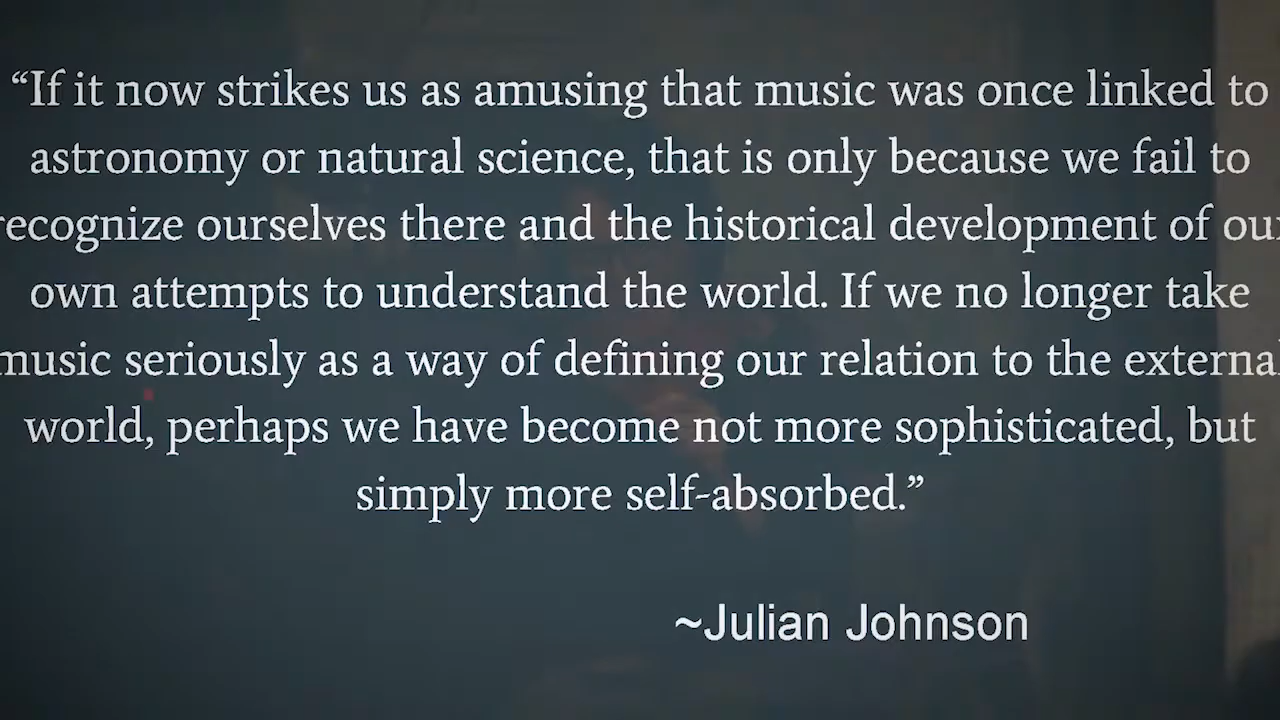 “If it now strikes us as amusing that music was once linked to
astronomy or natural science, that is only because we fail to
recognize ourselves there and the historical development of our
own attempts to understand the world. If we no longer take
music seriously as a way of defining our relation to the external
world, perhaps we have become not more sophisticated, but
simply more self-absorbed.”
~Julian Johnson